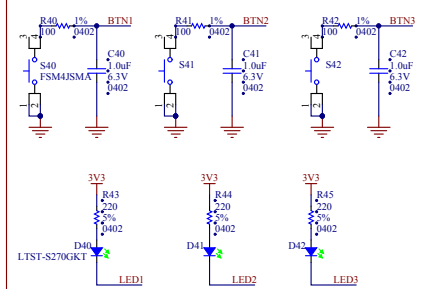 R40 1% BTN1
100 0402
3 4
S40
FSM4JSMA
C40
1.0uF
6.3V
0402
1 2
R41 1% BTN2
100 0402
3 4
S41
C41
1.0uF
6.3V
0402
1 2
R42 1% BTN3
100 0402
3 4
S42
C42
1.0uF
6.3V
0402
1 2
3V3
R43
220
5%
0402
D40
LTST-S270GKT
LED1
3V3
R44
220
5%
0402
D41
LED2
3V3
R45
220
5%
0402
D42
LED3